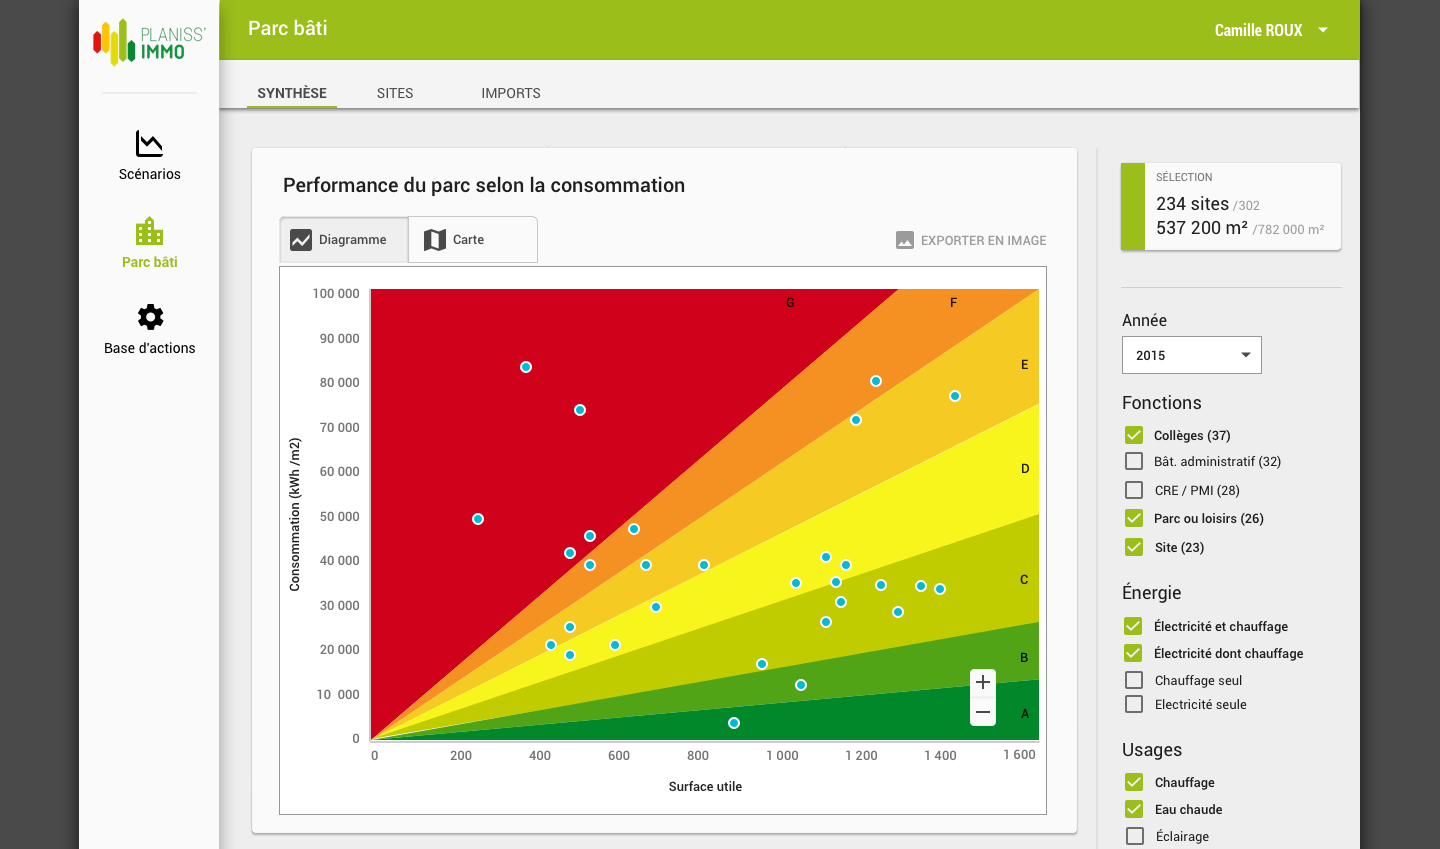 PLANISS'
IMMO
Parc bâti
Camille ROUX
SYNTHÈSE
SITES
IMPORTS
Scénarios
Parc bâti
Base d'actions
Performance du parc selon la consommation
Diagramme
Carte
EXPORTER EN IMAGE
Consommation (kWh /m2)
100 000
90 000
80 000
70 000
60 000
50 000
40 000
30 000
20 000
10 000
0
G
F
E
D
C
B
A
+
−
0
200
400
600
800
1 000
1 200
1 400
1 600
Surface utile
SÉLECTION
234 sites /302
537 200 m² /782 000 m²
Année
2015
Fonctions
Collèges (37)
Bât. administratif (32)
CRE / PMI (28)
Parc ou loisirs (26)
Site (23)
Énergie
Électricité et chauffage
Électricité dont chauffage
Chauffage seul
Electricité seule
Usages
Chauffage
Eau chaude
Éclairage